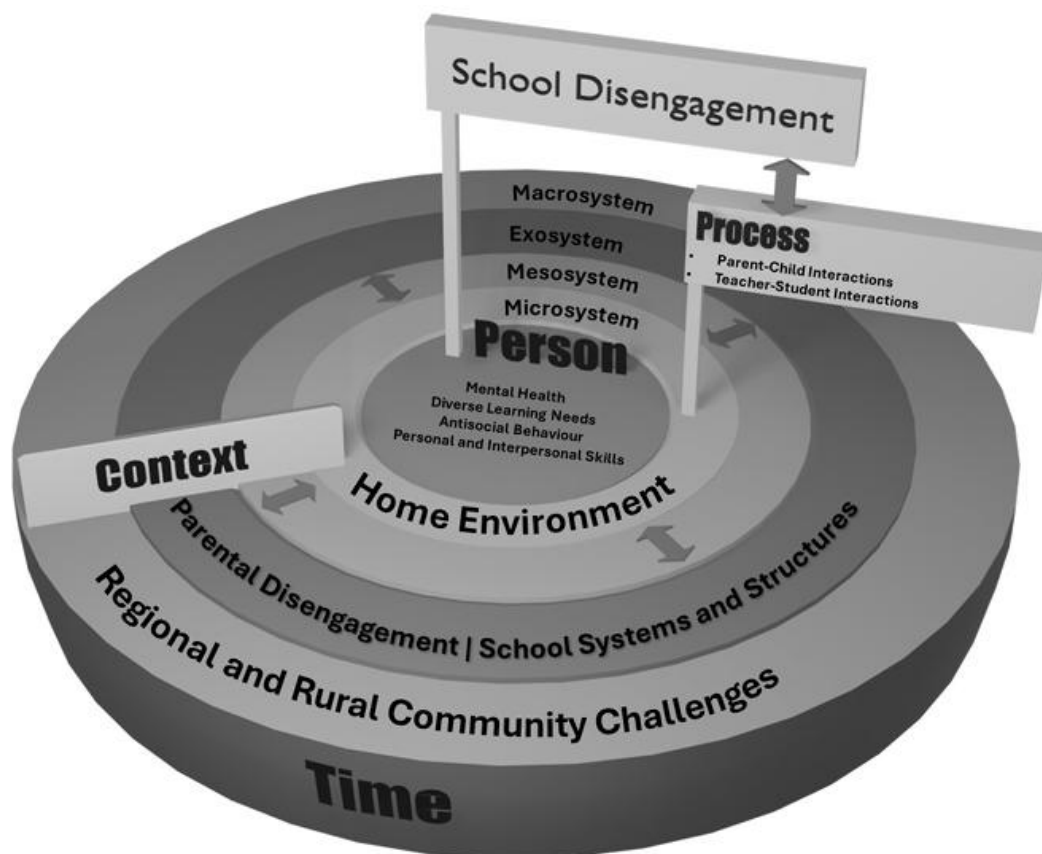 School Disengagement
Macrosystem
Exosystem
Mesosystem
Microsystem
Process
• Parent-Child Interactions
• Teacher-Student Interactions
Person
Mental Health
Diverse Learning Needs
Antisocial Behaviour
Personal and Interpersonal Skills
Context
Home Environment
Parental Disengagement | School Systems and Structures
Regional and Rural Community Challenges
Time